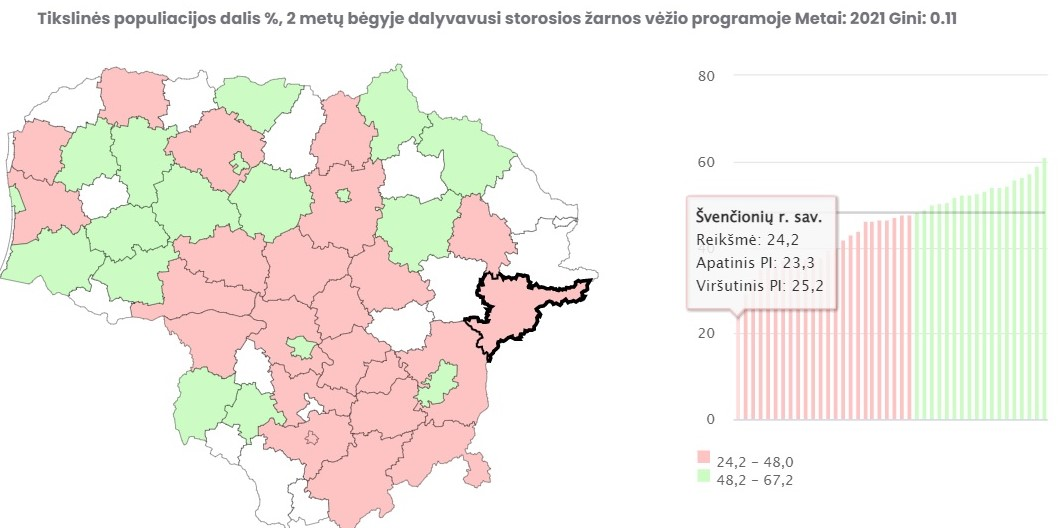 Tikslinės populiacijos dalis %, 2 metų bėgyje dalyvavusi storosios žarnos vėžio programoje Metai: 2021 Gini: 0.11
80
60
Švenčionių r. sav.
Reikšmė: 24,2
40
Apatinis PI: 23,3
Viršutinis PI: 25,2
20
0
24,2 – 48,0
48,2 – 67,2